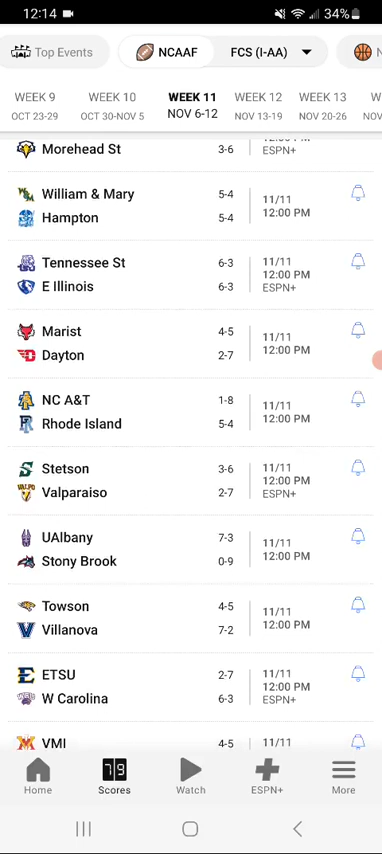 12:14 34%
Top Events NCAAF FCS (I-AA) N
WEEK 9 WEEK 10 WEEK 11 WEEK 12 WEEK 13 WE
OCT 23-29 OCT 30-NOV 5 NOV 6-12 NOV 13-19 NOV 20-26 NOV
12:00 PM
Morehead St 3-6 ESPN+
William & Mary 5-4 11/11
Hampton 5-4 12:00 PM
Tennessee St 6-3 11/11
12:00 PM
E Illinois 6-3 ESPN+
Marist 4-5 11/11
Dayton 2-7 12:00 PM
NC A&T 1-8 11/11
Rhode Island 5-4 12:00 PM
Stetson 3-6 11/11
12:00 PM
Valparaiso 2-7 ESPN+
UAlbany 7-3 11/11
Stony Brook 0-9 12:00 PM
Towson 4-5 11/11
Villanova 7-2 12:00 PM
ETSU 2-7 11/11
12:00 PM
W Carolina 6-3 ESPN+
VMI 4-5 11/11
79
Home Scores Watch ESPN+ More